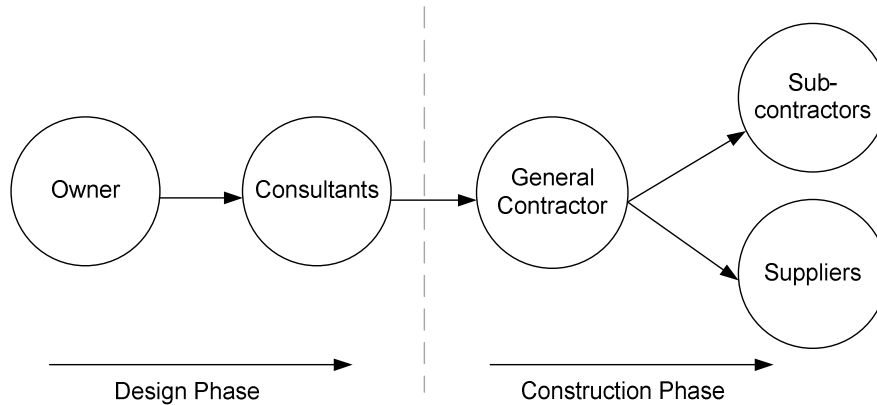 Owner
Consultants
General
Contractor
Sub-
contractors
Suppliers
Design Phase
Construction Phase